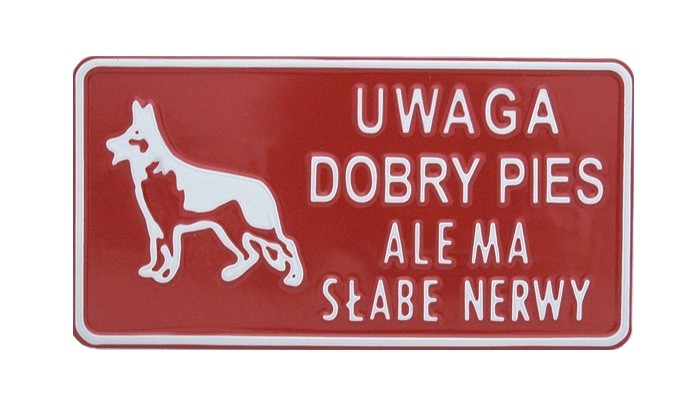 UWAGA
DOBRY PIES
ALE MA
SŁABE NERWY